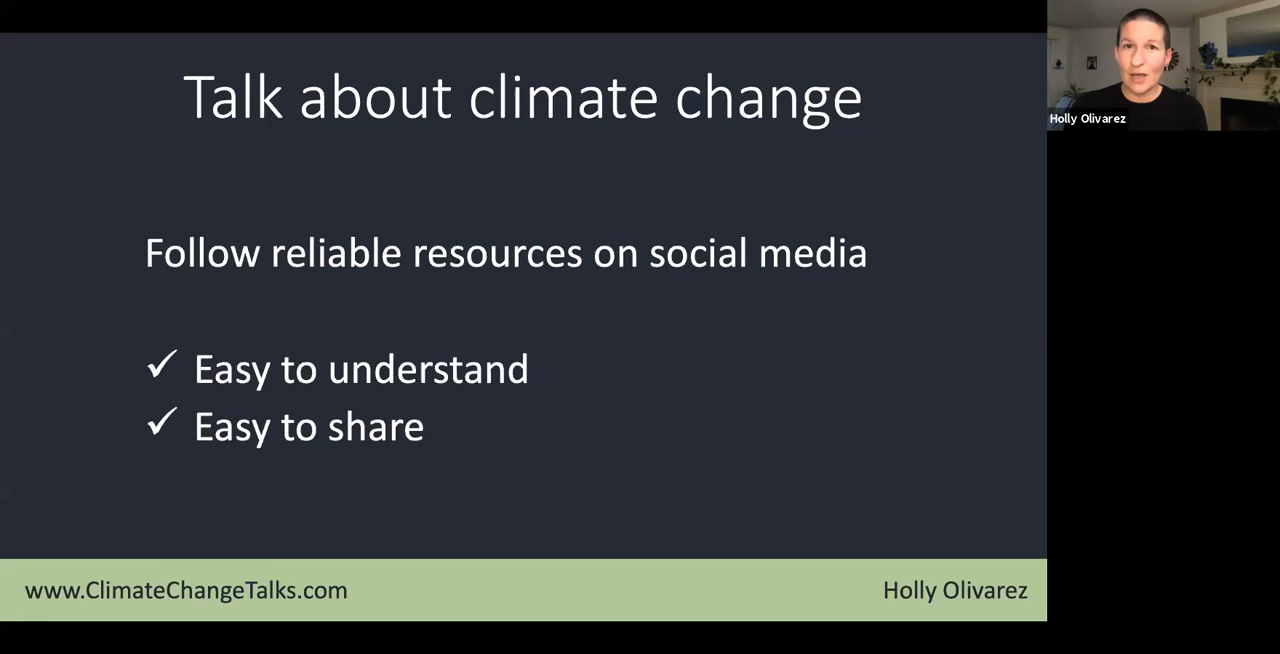 Talk about climate change
Holly Olivarez
Follow reliable resources on social media
✓ Easy to understand
✓ Easy to share
www.ClimateChangeTalks.com
Holly Olivarez